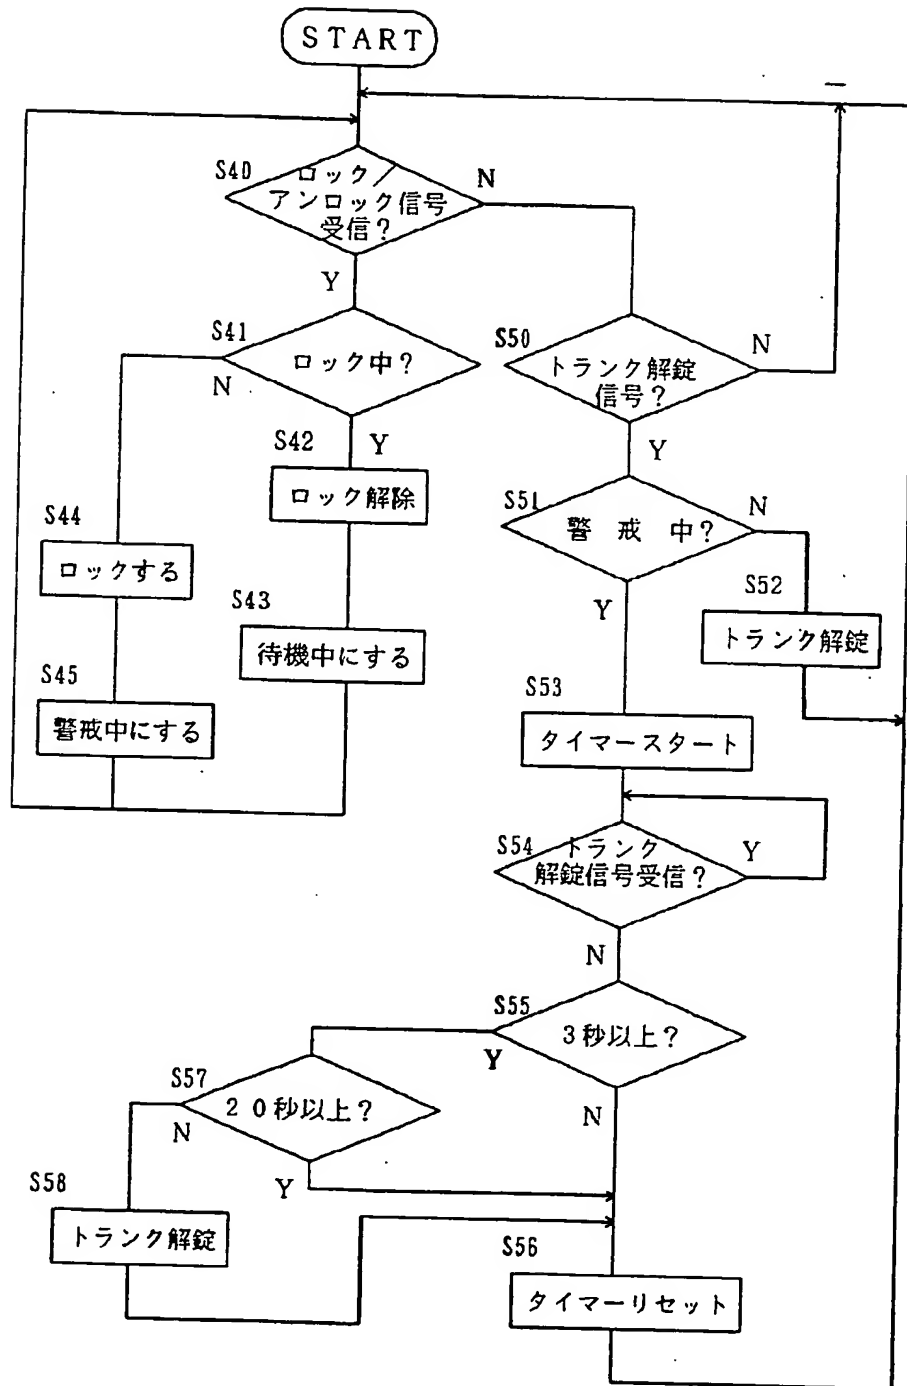 START
S40
ロック／
アンロック信号
受信？
N
Y
S41
ロック中？
N
Y
S50
トランク解錠
信号？
N
Y
S42
ロック解除
S51
警戒中？
N
Y
S44
ロックする
S43
待機中にする
S52
トランク解錠
S45
警戒中にする
S53
タイマースタート
S54
トランク
解錠信号受信？
Y
N
S55
3秒以上？
Y
N
S57
20秒以上？
N
Y
S58
トランク解錠
S56
タイマーリセット